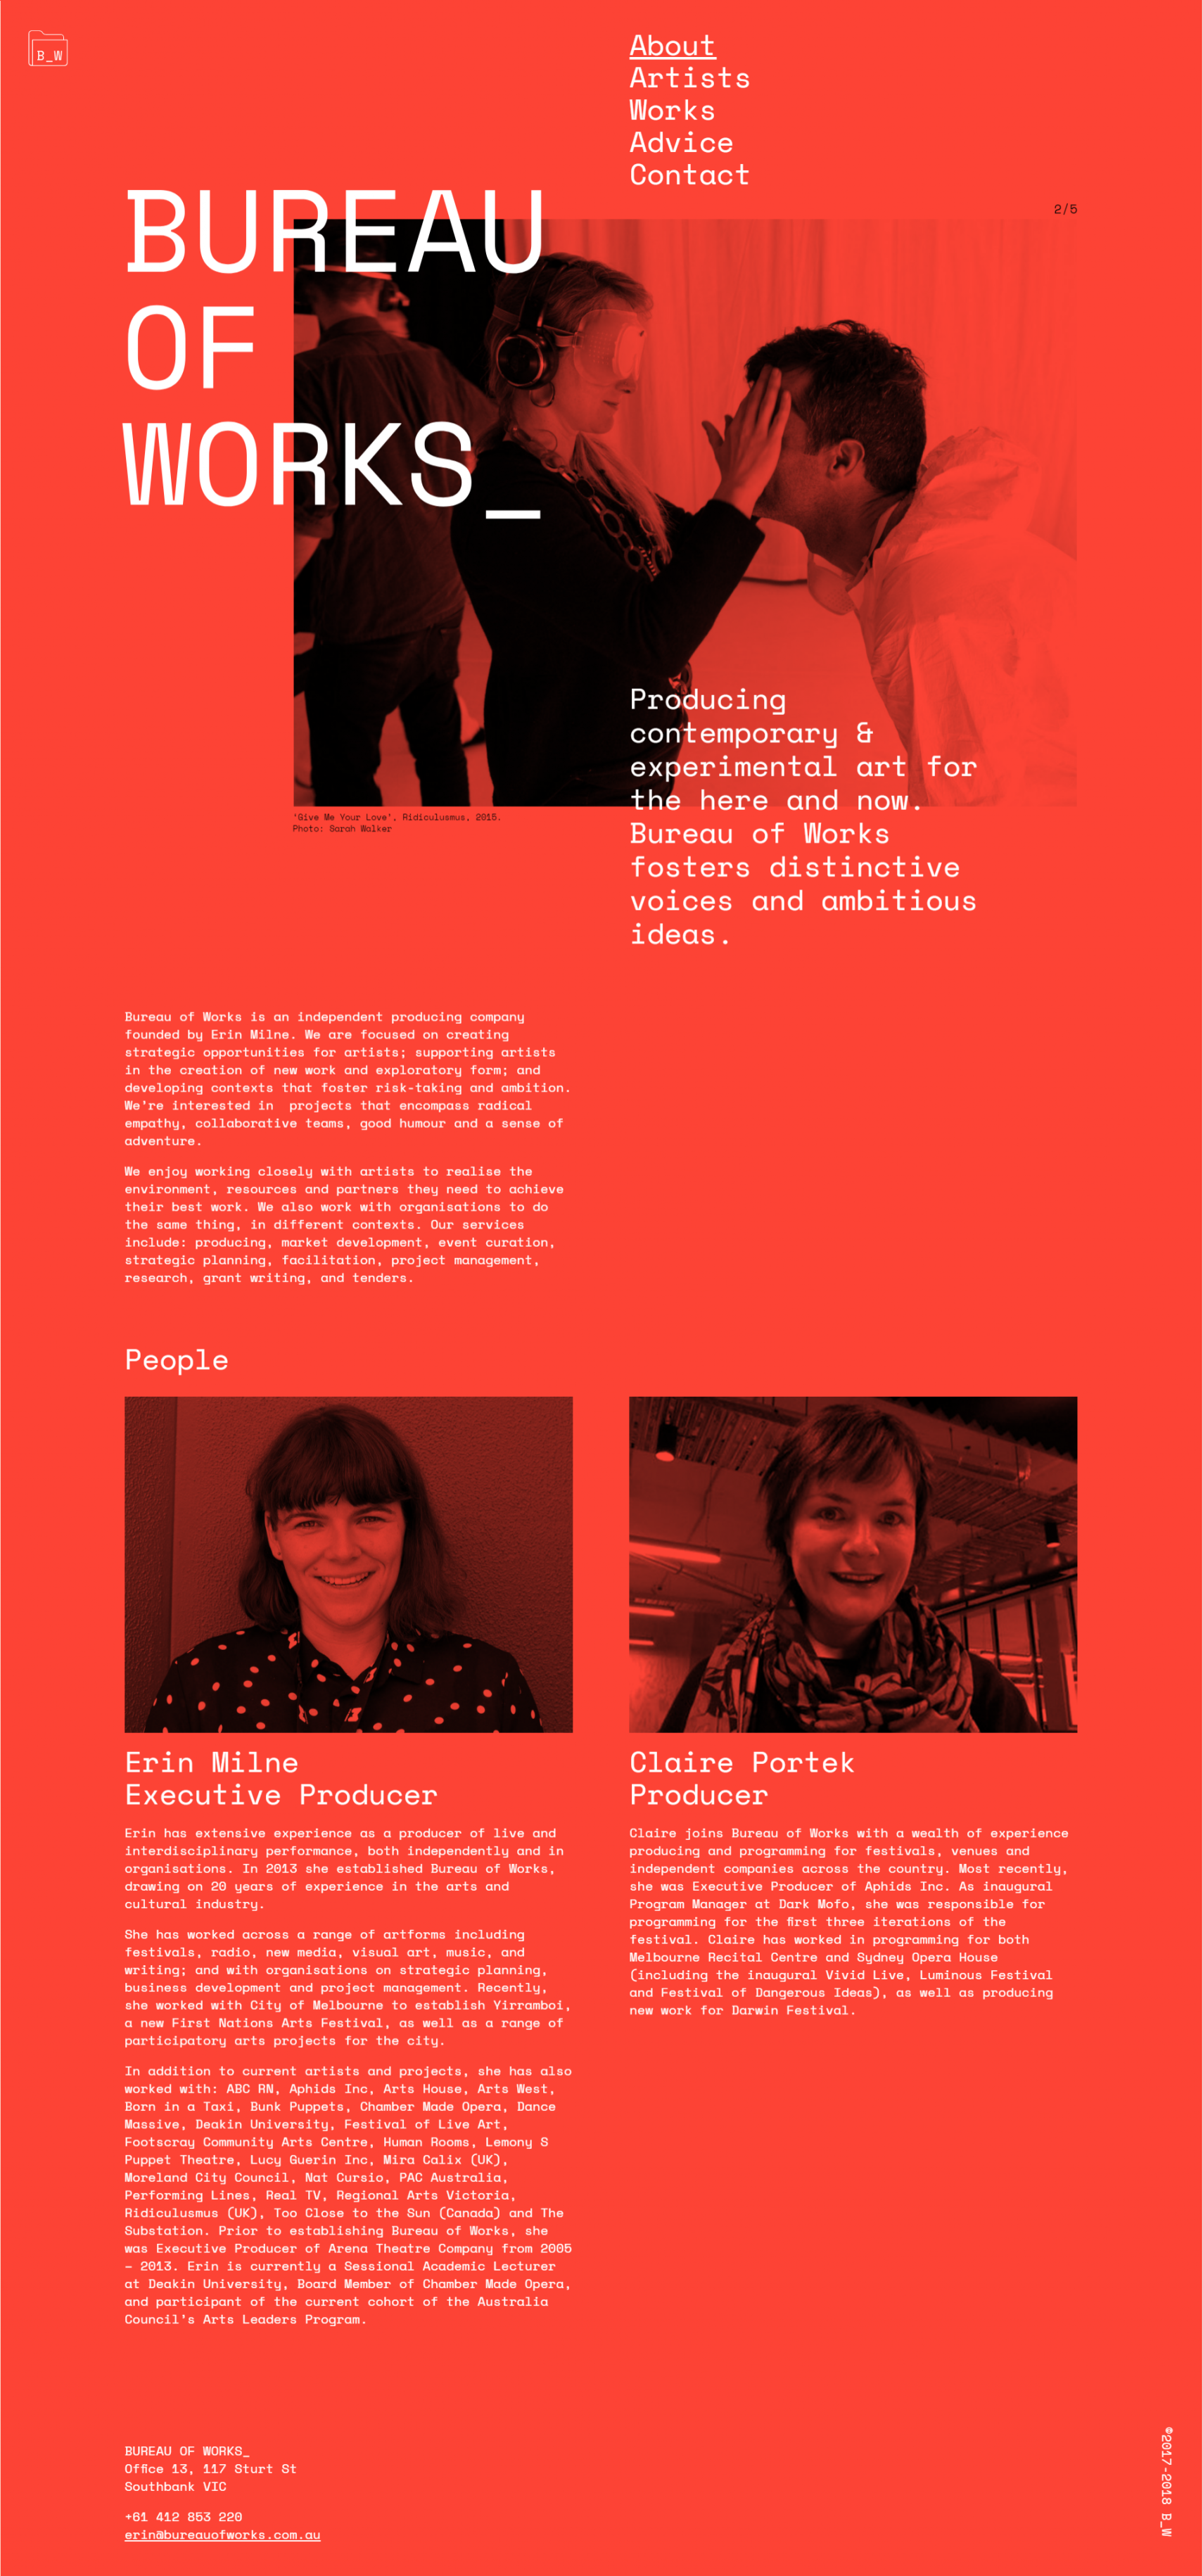 B_W
About
Artists
Works
Advice
Contact
BUREAU
OF
WORKS_
2/5
Producing
contemporary &
experimental art for
the here and now.
Bureau of Works
fosters distinctive
voices and ambitious
ideas.
'Give Me Your Love', Ridiculusmus, 2015.
Photo: Sarah Walker
Bureau of Works is an independent producing company
founded by Erin Milne. We are focused on creating
strategic opportunities for artists; supporting artists
in the creation of new work and exploratory form; and
developing contexts that foster risk-taking and ambition.
We're interested in  projects that encompass radical
empathy, collaborative teams, good humour and a sense of
adventure.
We enjoy working closely with artists to realise the
environment, resources and partners they need to achieve
their best work. We also work with organisations to do
the same thing, in different contexts. Our services
include: producing, market development, event curation,
strategic planning, facilitation, project management,
research, grant writing, and tenders.
People
Erin Milne
Executive Producer
Erin has extensive experience as a producer of live and
interdisciplinary performance, both independently and in
organisations. In 2013 she established Bureau of Works,
drawing on 20 years of experience in the arts and
cultural industry.
She has worked across a range of artforms including
festivals, radio, new media, visual art, music, and
writing; and with organisations on strategic planning,
business development and project management. Recently,
she worked with City of Melbourne to establish Yirramboi,
a new First Nations Arts Festival, as well as a range of
participatory arts projects for the city.
In addition to current artists and projects, she has also
worked with: ABC RN, Aphids Inc, Arts House, Arts West,
Born in a Taxi, Bunk Puppets, Chamber Made Opera, Dance
Massive, Deakin University, Festival of Live Art,
Footscray Community Arts Centre, Human Rooms, Lemony S
Puppet Theatre, Lucy Guerin Inc, Mira Calix (UK),
Moreland City Council, Nat Cursio, PAC Australia,
Performing Lines, Real TV, Regional Arts Victoria,
Ridiculusmus (UK), Too Close to the Sun (Canada) and The
Substation. Prior to establishing Bureau of Works, she
was Executive Producer of Arena Theatre Company from 2005
– 2013. Erin is currently a Sessional Academic Lecturer
at Deakin University, Board Member of Chamber Made Opera,
and participant of the current cohort of the Australia
Council's Arts Leaders Program.
Claire Portek
Producer
Claire joins Bureau of Works with a wealth of experience
producing and programming for festivals, venues and
independent companies across the country. Most recently,
she was Executive Producer of Aphids Inc. As inaugural
Program Manager at Dark Mofo, she was responsible for
programming for the first three iterations of the
festival. Claire has worked in programming for both
Melbourne Recital Centre and Sydney Opera House
(including the inaugural Vivid Live, Luminous Festival
and Festival of Dangerous Ideas), as well as producing
new work for Darwin Festival.
BUREAU OF WORKS_
Office 13, 117 Sturt St
Southbank VIC
+61 412 853 220
erin@bureauofworks.com.au
©2017-2018 B_W